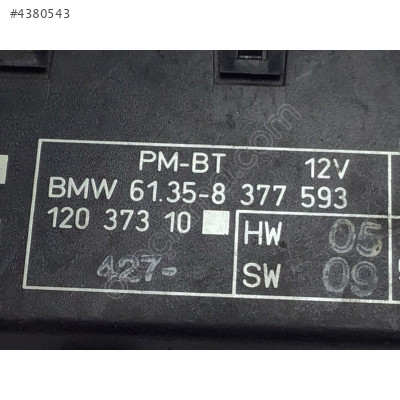 #4380543
PM-BT 12V
BMW 61.35-8 377 593
120 373 10 HW 05
427- SW 09